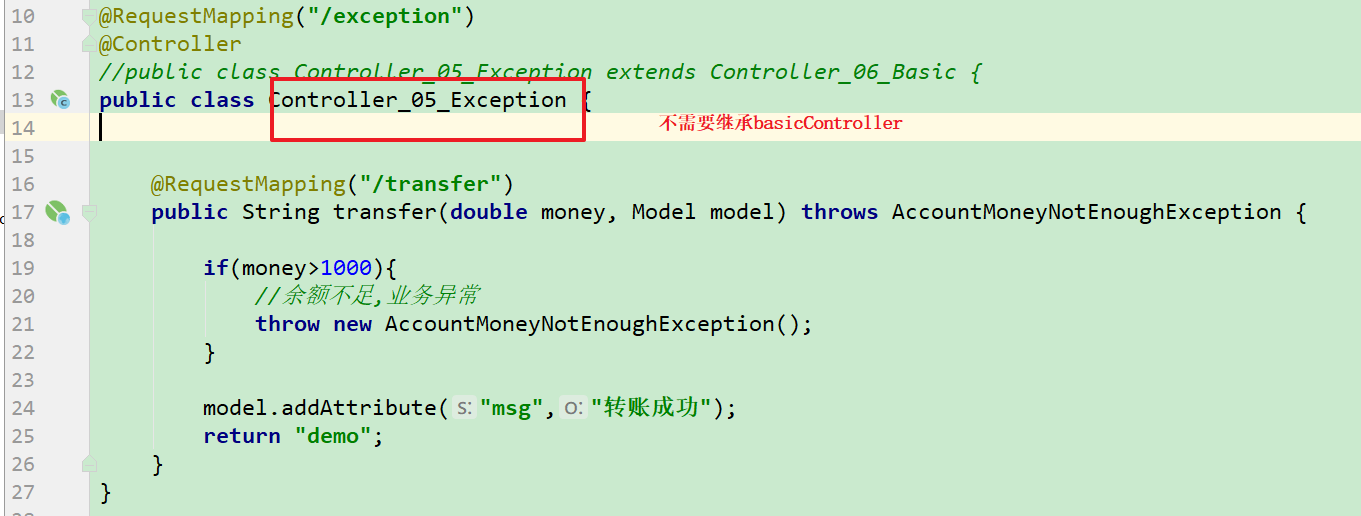 10 @RequestMapping("/exception")
11 @Controller
12 //public class Controller_05_Exception extends Controller_06_Basic {
13 public class Controller_05_Exception {
14 不需要继承basicController
15
16 @RequestMapping("/transfer")
17 public String transfer(double money, Model model) throws AccountMoneyNotEnoughException {
18
19 if(money>1000){
20 //余额不足,业务异常
21 throw new AccountMoneyNotEnoughException();
22 }
23
24 model.addAttribute( s: "msg", o: "转账成功");
25 return "demo";
26 }
27 }